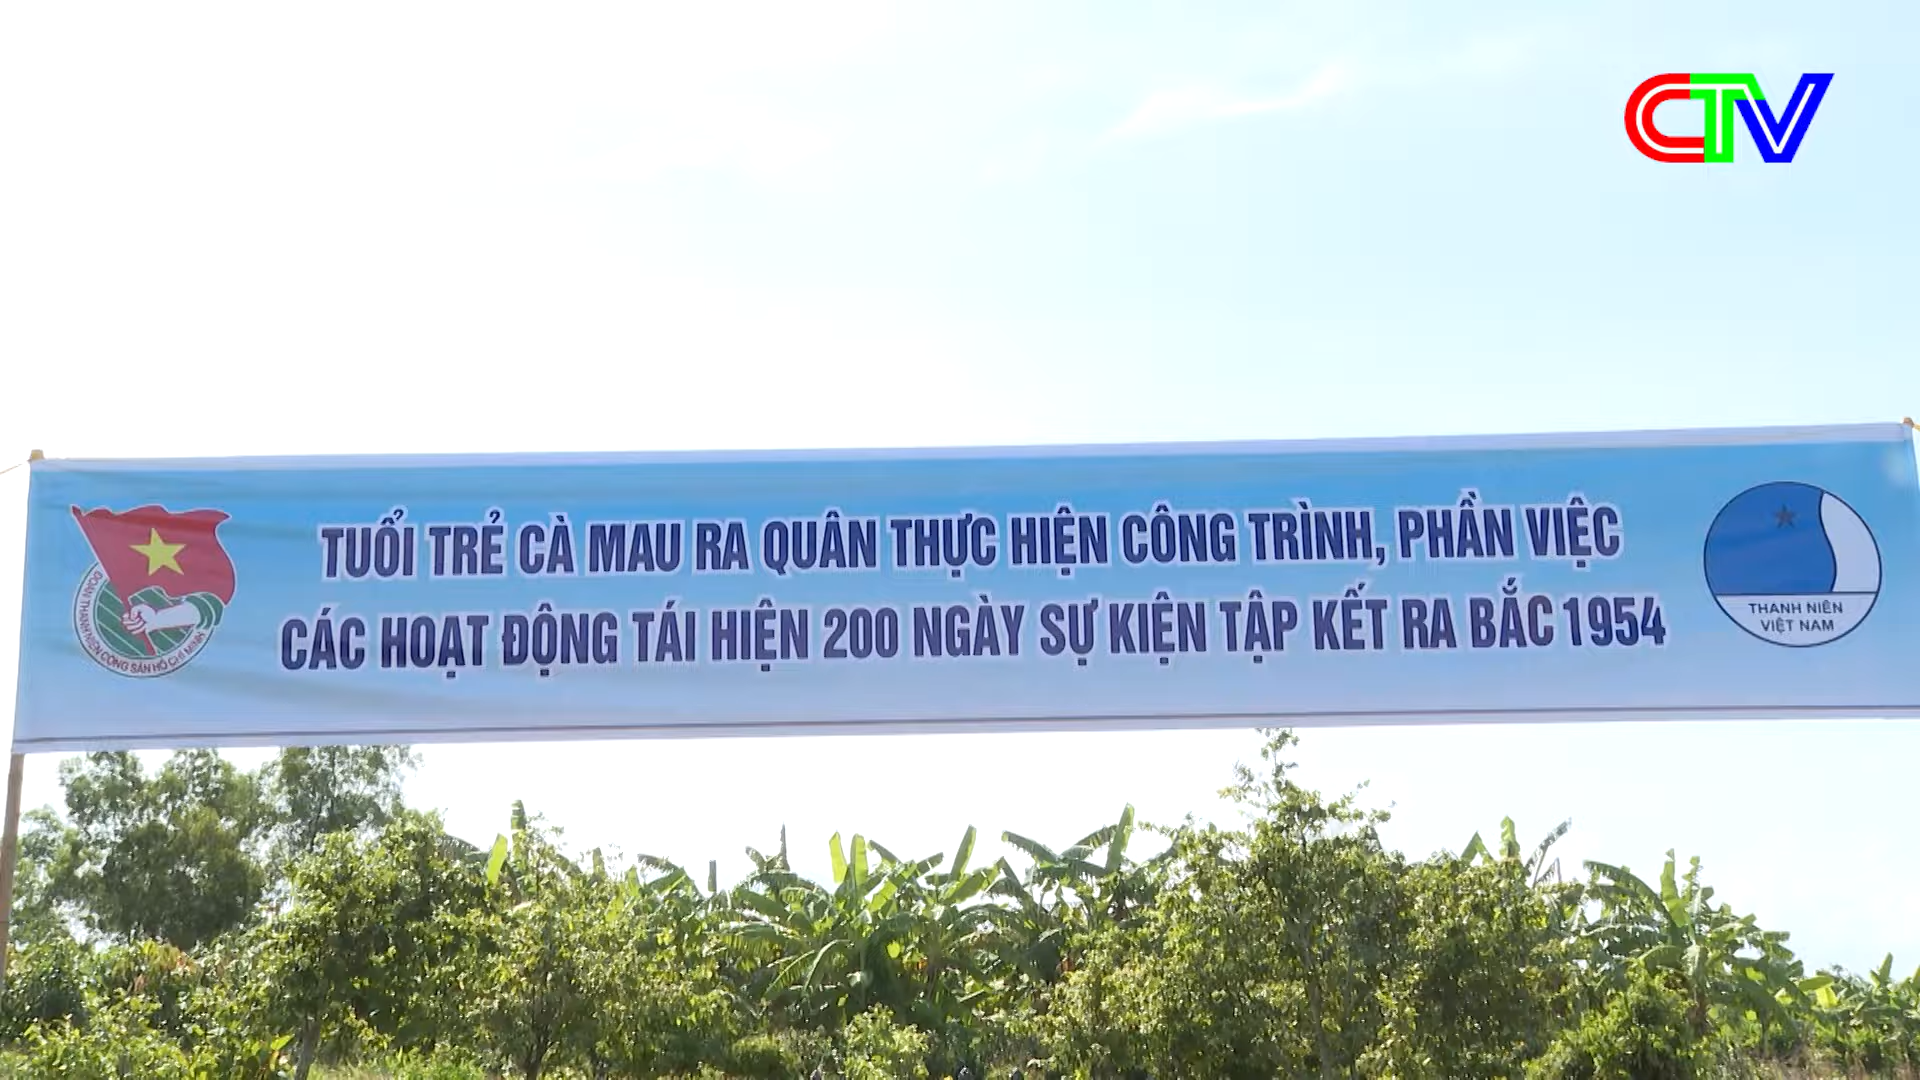 CTV
TUỔI TRẺ CÀ MAU RA QUÂN THỰC HIỆN CÔNG TRÌNH, PHẦN VIỆC
CÁC HOẠT ĐỘNG TÁI HIỆN 200 NGÀY SỰ KIỆN TẬP KẾT RA BẮC 1954
ĐOÀN THANH NIÊN CỘNG SẢN HỒ CHÍ MINH
THANH NIÊN
VIỆT NAM